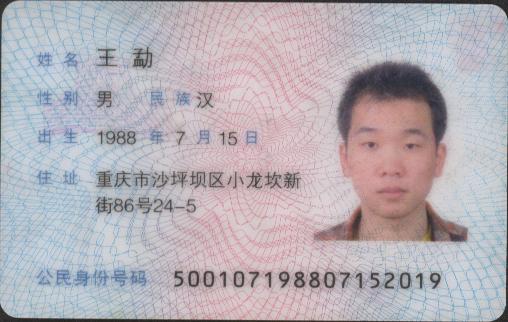 姓名 王勐
性别 男 民族 汉
出生 1988 年 7 月 15 日
住址 重庆市沙坪坝区小龙坎新
街86号24-5
公民身份号码 500107198807152019